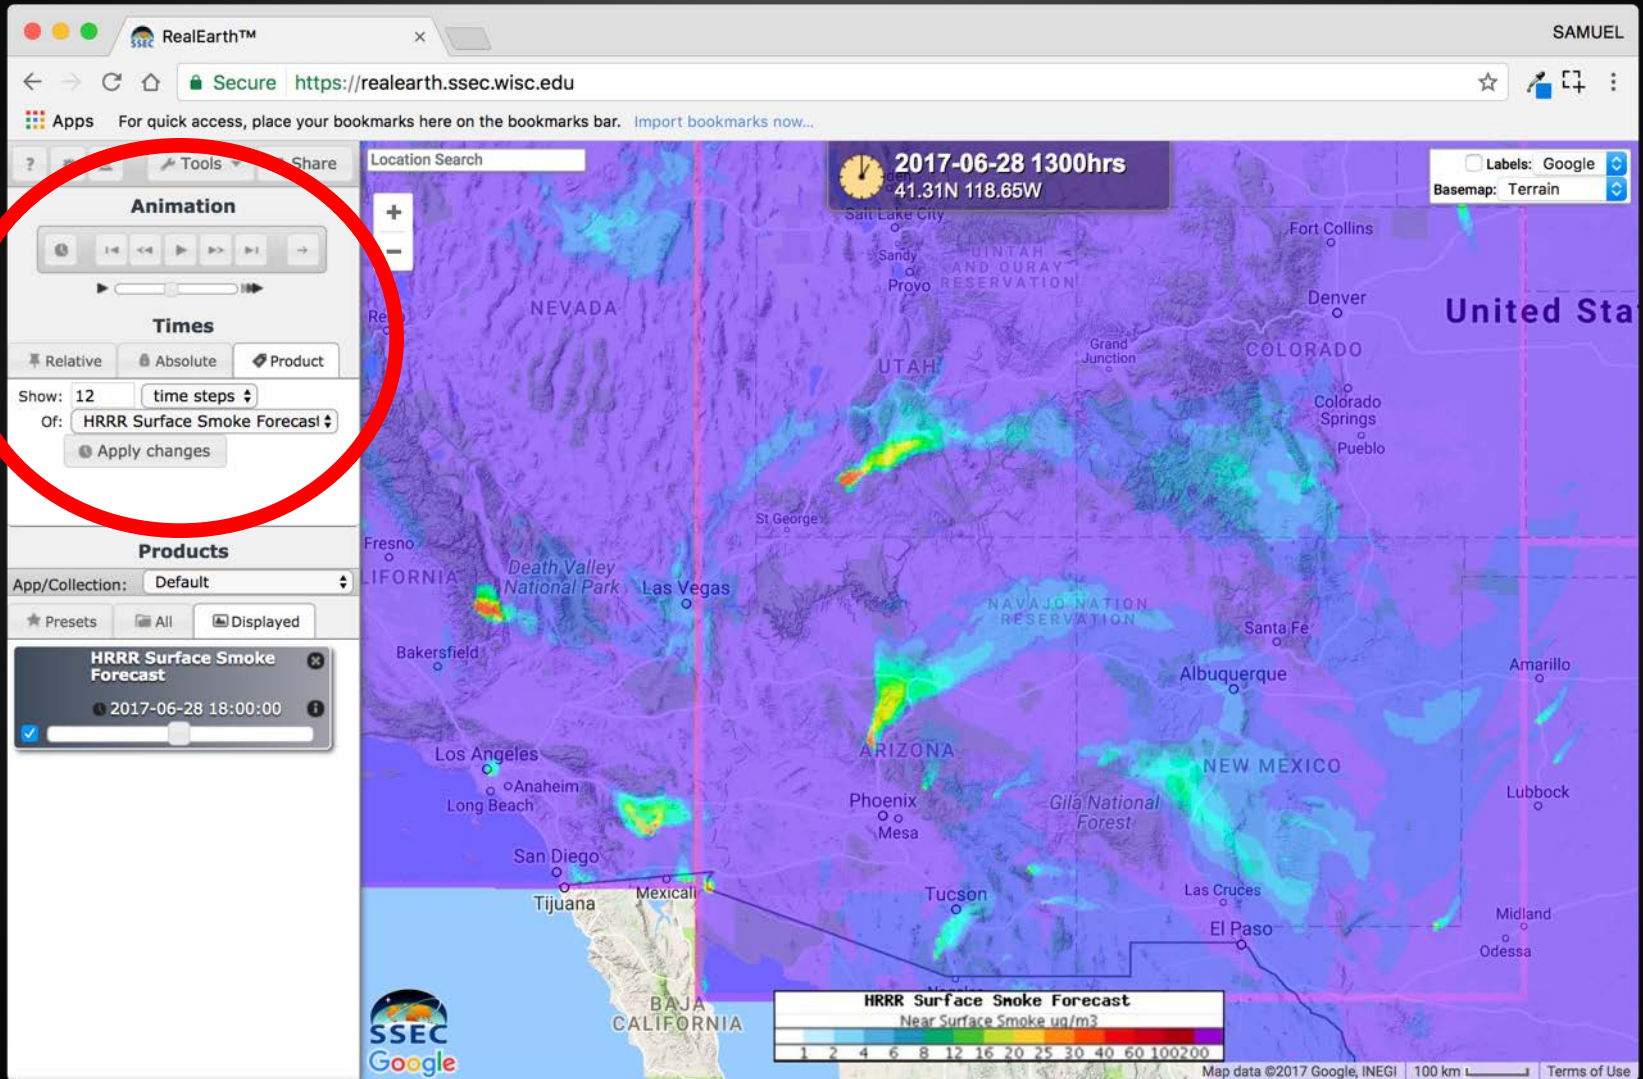 RealEarth™
SAMUEL
Secure https://realearth.ssec.wisc.edu
Apps For quick access, place your bookmarks here on the bookmarks bar. Import bookmarks now...
? Tools Share
Animation
Times
Relative Absolute Product
Show: 12 time steps
Of: HRRR Surface Smoke Forecast
Apply changes
Products
App/Collection: Default
Presets All Displayed
HRRR Surface Smoke
Forecast
2017-06-28 18:00:00
Location Search
+
−
2017-06-28 1300hrs
41.31N 118.65W
Labels: Google
Basemap: Terrain
Salt Lake City
Fort Collins
Sandy
UINTAH
AND OURAY
RESERVATION
Provo
NEVADA
Denver
United Sta
Grand
Junction
COLORADO
UTAH
Colorado
Springs
Pueblo
St George
Fresno
Death Valley
National Park
LIFORNIA
Las Vegas
NAVAJO NATION
RESERVATION
Santa Fe
Bakersfield
Albuquerque
Amarillo
Los Angeles
ARIZONA
NEW MEXICO
Anaheim
Long Beach
Phoenix
Mesa
Gila National
Forest
Lubbock
San Diego
Tijuana
Mexicali
Tucson
Las Cruces
El Paso
Midland
Odessa
BAJA
CALIFORNIA
SSEC
Google
HRRR Surface Smoke Forecast
Near Surface Smoke ug/m3
1 2 4 6 8 12 16 20 25 30 40 60 100 200
Map data ©2017 Google, INEGI 100 km Terms of Use